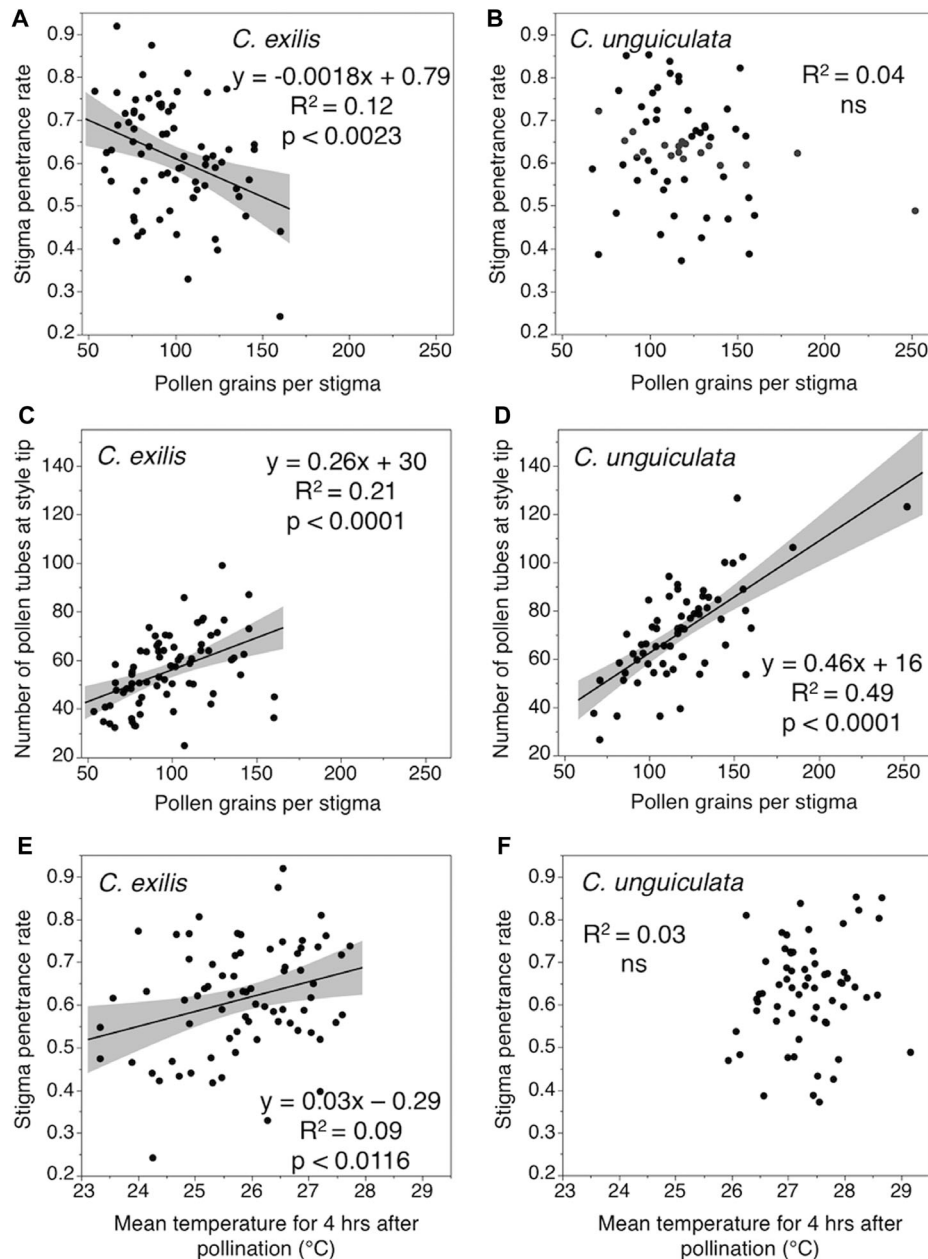 A
C. exilis
y = -0.0018x + 0.79
R² = 0.12
p < 0.0023
Stigma penetrance rate
0.9
0.8
0.7
0.6
0.5
0.4
0.3
0.2
50 100 150 200 250
Pollen grains per stigma
B
C. unguiculata
R² = 0.04
ns
Stigma penetrance rate
0.9
0.8
0.7
0.6
0.5
0.4
0.3
0.2
50 100 150 200 250
Pollen grains per stigma
C
C. exilis
y = 0.26x + 30
R² = 0.21
p < 0.0001
Number of pollen tubes at style tip
140
120
100
80
60
40
20
50 100 150 200 250
Pollen grains per stigma
D
C. unguiculata
y = 0.46x + 16
R² = 0.49
p < 0.0001
Number of pollen tubes at style tip
140
120
100
80
60
40
20
50 100 150 200 250
Pollen grains per stigma
E
C. exilis
y = 0.03x – 0.29
R² = 0.09
p < 0.0116
Stigma penetrance rate
0.9
0.8
0.7
0.6
0.5
0.4
0.3
0.2
23 24 25 26 27 28 29
Mean temperature for 4 hrs after
pollination (°C)
F
C. unguiculata
R² = 0.03
ns
Stigma penetrance rate
0.9
0.8
0.7
0.6
0.5
0.4
0.3
0.2
23 24 25 26 27 28 29
Mean temperature for 4 hrs after
pollination (°C)